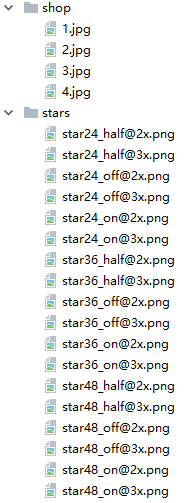 shop
1.jpg
2.jpg
3.jpg
4.jpg
stars
star24_half@2x.png
star24_half@3x.png
star24_off@2x.png
star24_off@3x.png
star24_on@2x.png
star24_on@3x.png
star36_half@2x.png
star36_half@3x.png
star36_off@2x.png
star36_off@3x.png
star36_on@2x.png
star36_on@3x.png
star48_half@2x.png
star48_half@3x.png
star48_off@2x.png
star48_off@3x.png
star48_on@2x.png
star48_on@3x.png